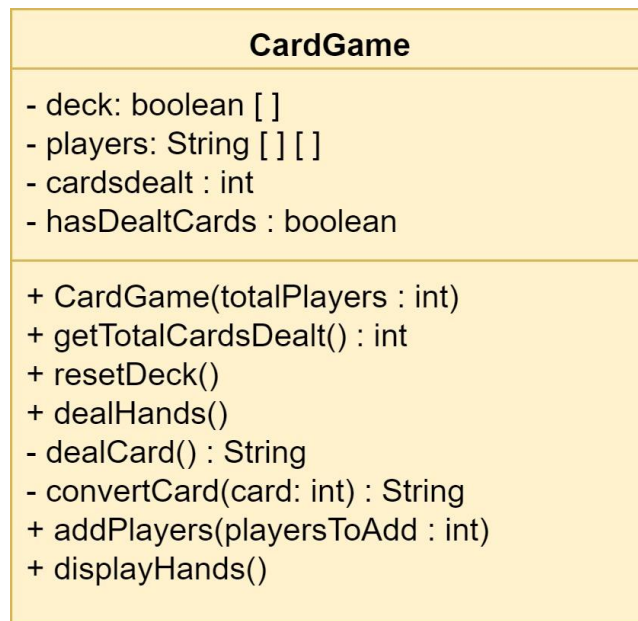 CardGame
- deck: boolean [ ]
- players: String [ ] [ ]
- cardsdealt : int
- hasDealtCards : boolean
+ CardGame(totalPlayers : int)
+ getTotalCardsDealt() : int
+ resetDeck()
+ dealHands()
- dealCard() : String
- convertCard(card: int) : String
+ addPlayers(playersToAdd : int)
+ displayHands()